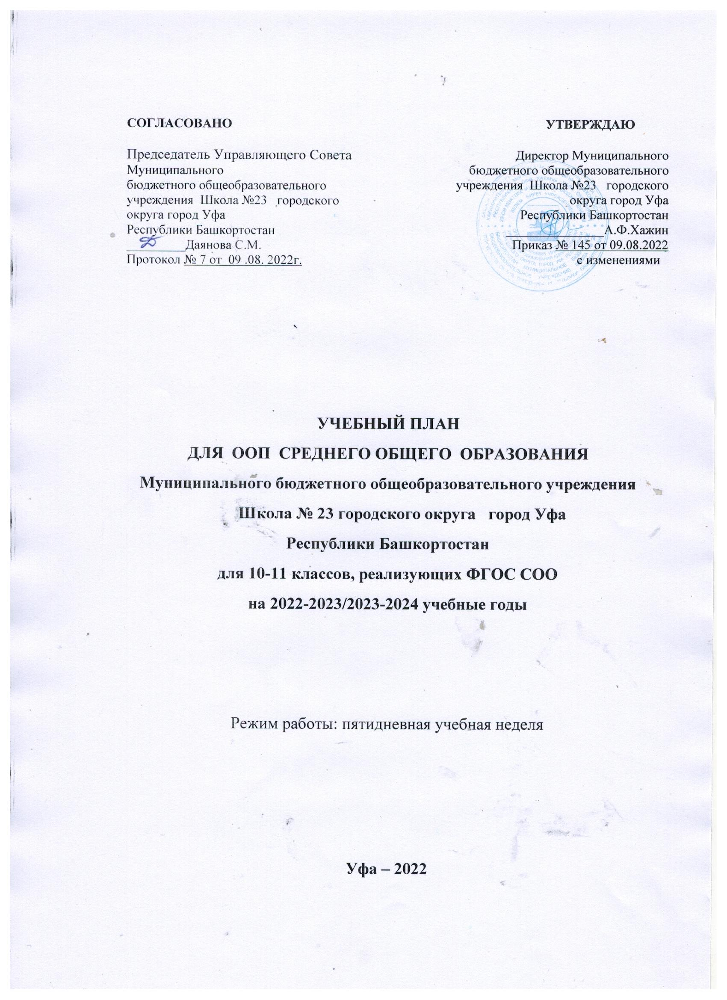 СОГЛАСОВАНО
Председатель Управляющего Совета
Муниципального
бюджетного общеобразовательного
учреждения Школа №23 городского
округа город Уфа
Республики Башкортостан
_________Даянова С.М.
Протокол № 7 от 09 .08. 2022г.
УТВЕРЖДАЮ
Директор Муниципального
бюджетного общеобразовательного
учреждения Школа №23 городского
округа город Уфа
Республики Башкортостан
_______________А.Ф.Хажин
Приказ № 145 от 09.08.2022
с изменениями
УЧЕБНЫЙ ПЛАН
ДЛЯ ООП СРЕДНЕГО ОБЩЕГО ОБРАЗОВАНИЯ
Муниципального бюджетного общеобразовательного учреждения
Школа № 23 городского округа город Уфа
Республики Башкортостан
для 10-11 классов, реализующих ФГОС СОО
на 2022-2023/2023-2024 учебные годы
Режим работы: пятидневная учебная неделя
Уфа – 2022